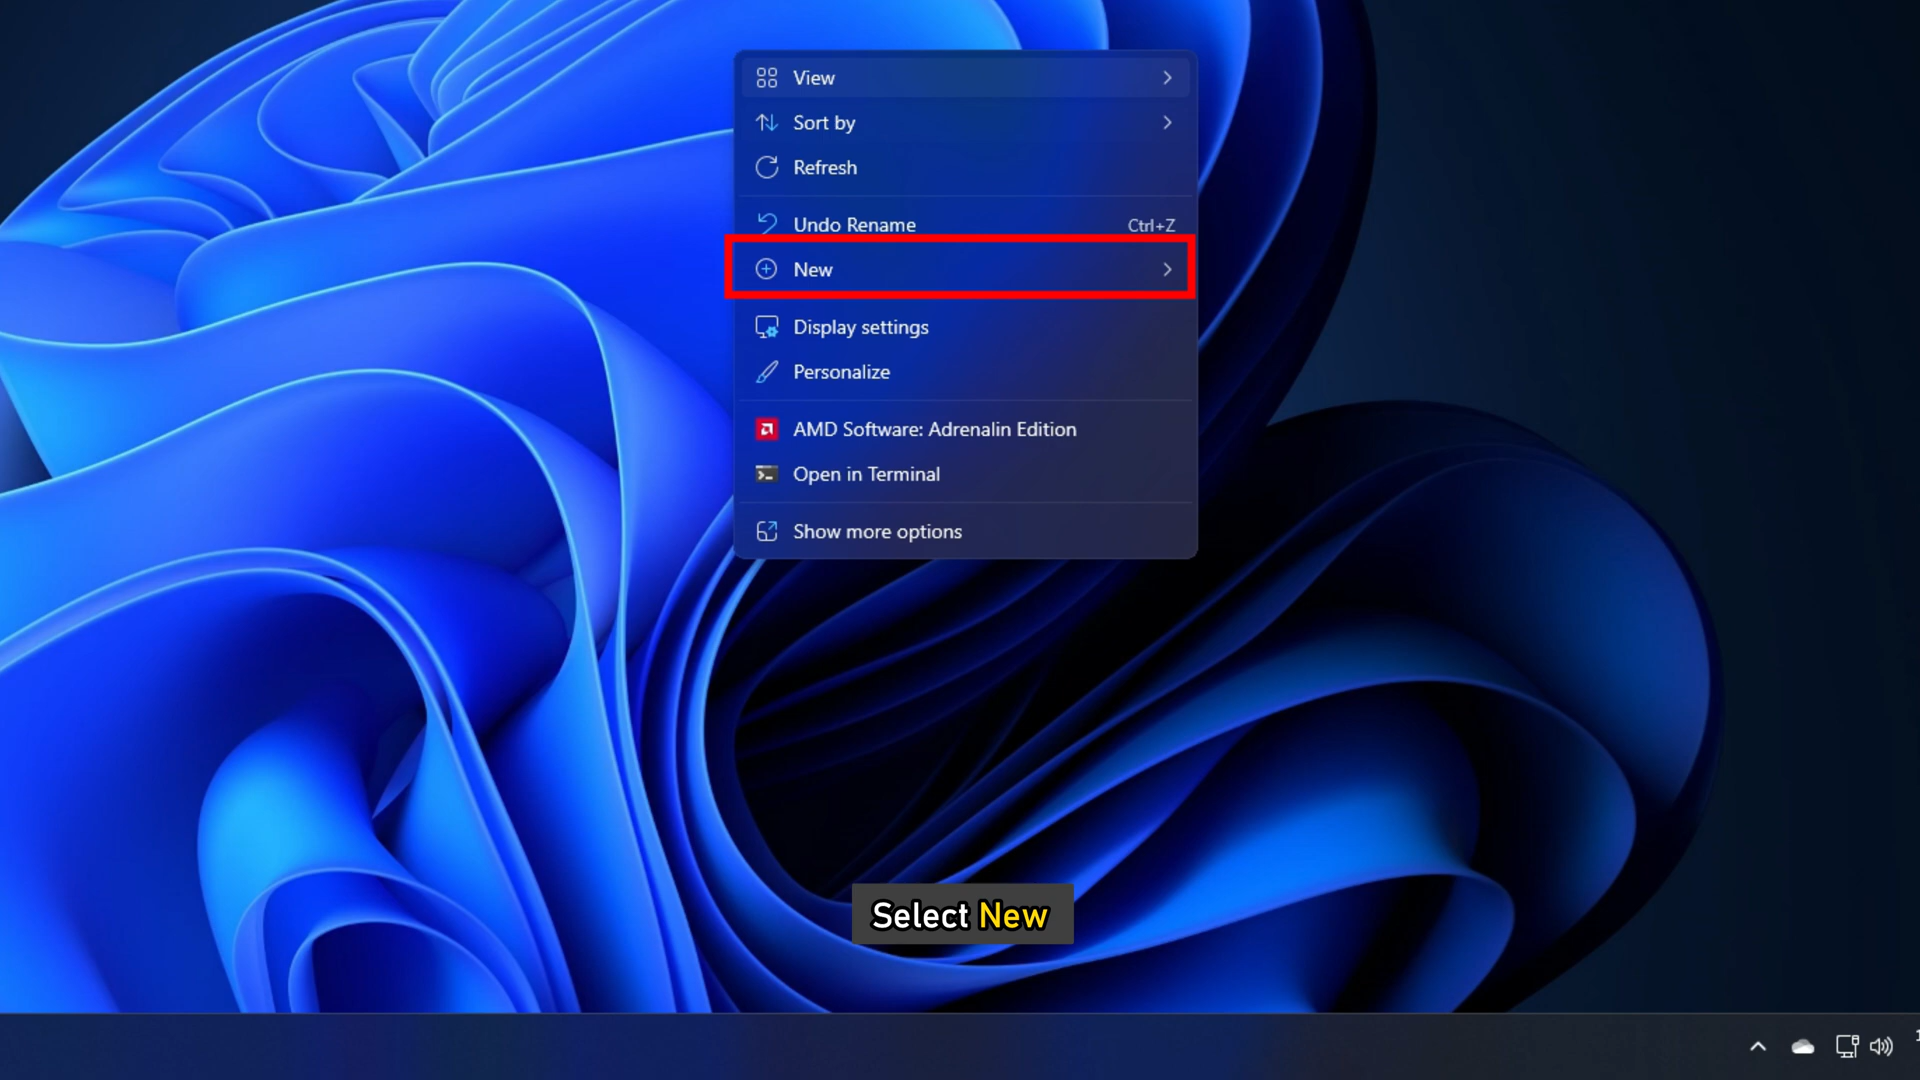 View
Sort by
Refresh
Undo Rename Ctrl+Z
New
Display settings
Personalize
AMD Software: Adrenalin Edition
Open in Terminal
Show more options
Select New